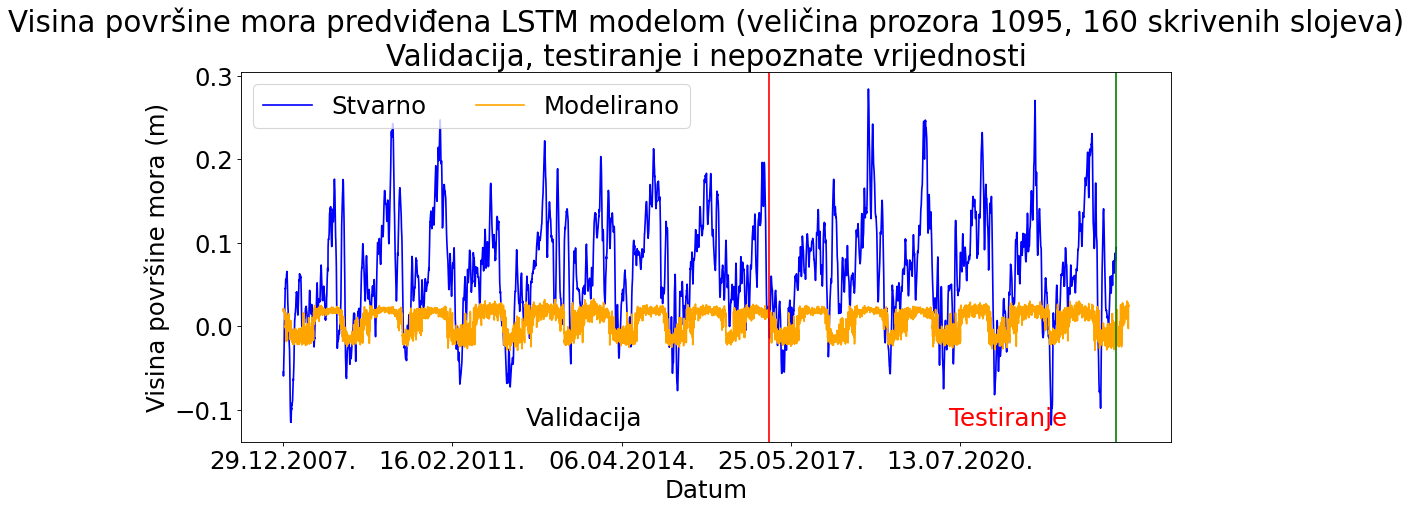 Visina površine mora predviđena LSTM modelom (veličina prozora 1095, 160 skrivenih slojeva)
Validacija, testiranje i nepoznate vrijednosti
Visina površine mora (m)
0.3
0.2
0.1
0.0
−0.1
Stvarno
Modelirano
Validacija
Testiranje
29.12.2007.
16.02.2011.
06.04.2014.
25.05.2017.
13.07.2020.
Datum